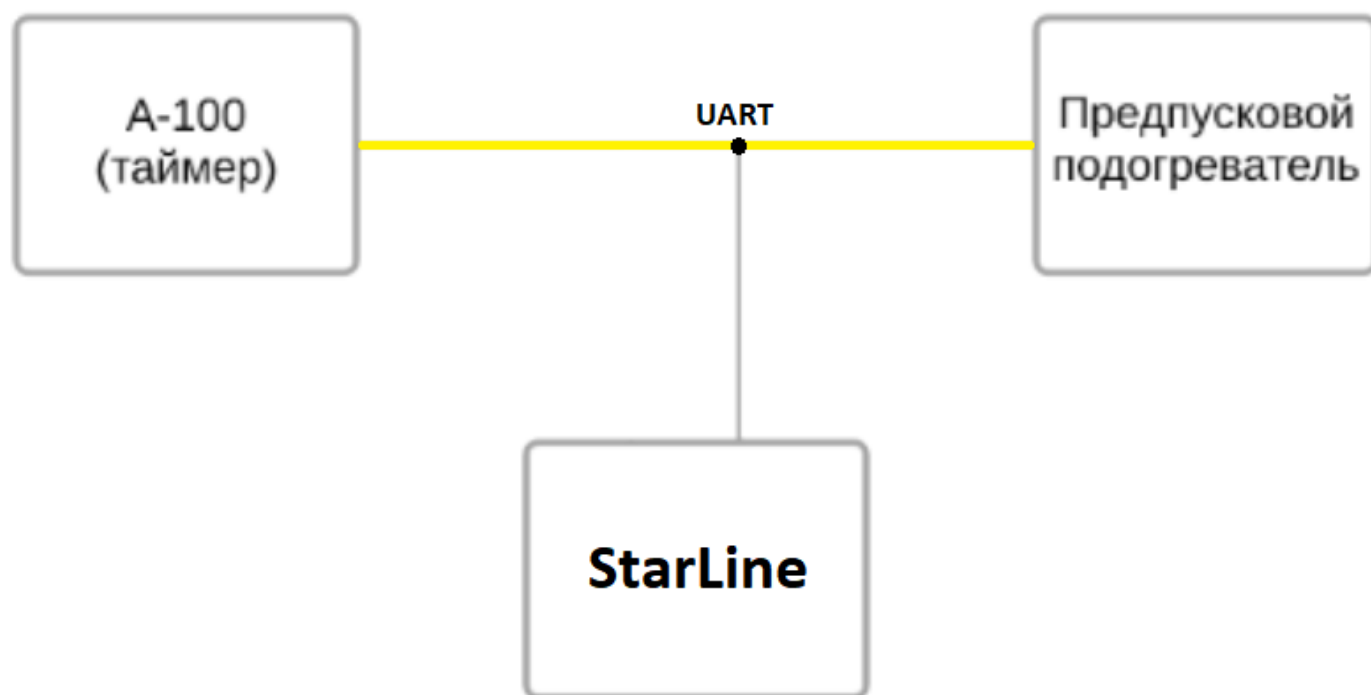 А-100
(таймер)
UART
Предпусковой
подогреватель
StarLine